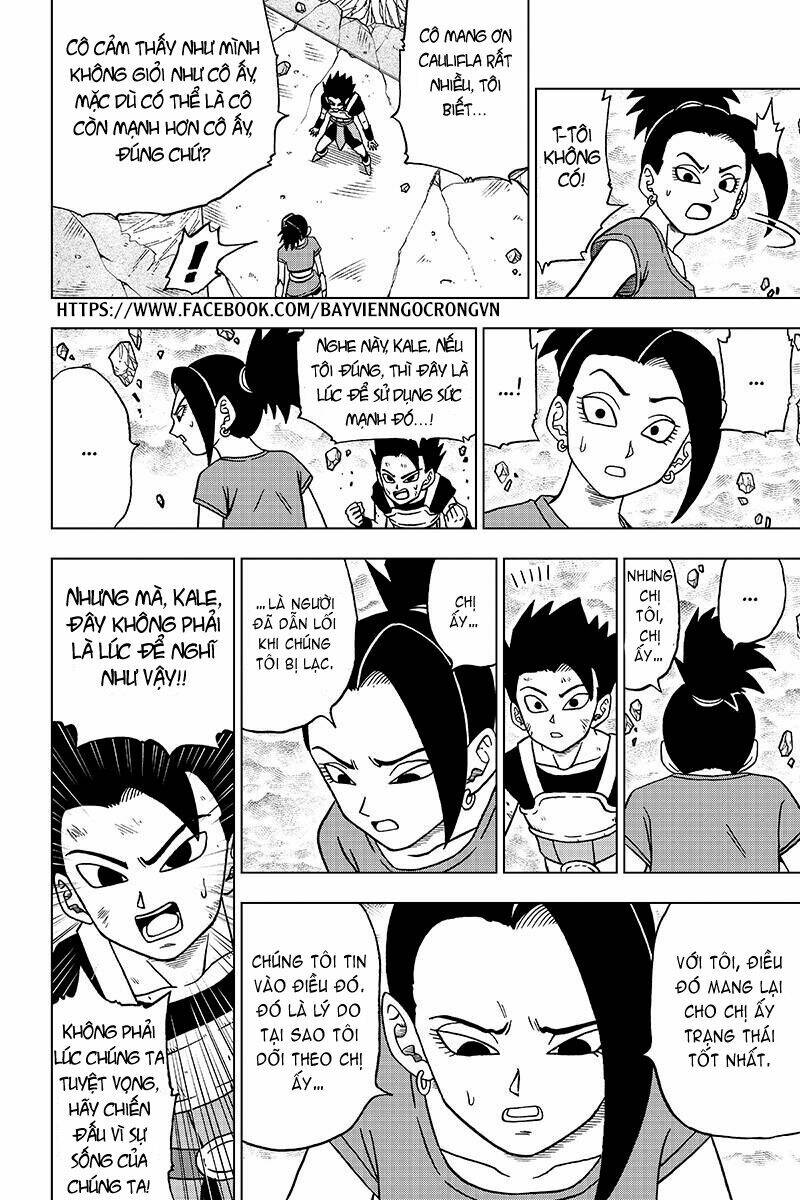 T-TÔI
KHÔNG
CÓ!
CÔ MANG ƠN
CAULIFLA RẤT
NHIỀU, TÔI
BIẾT...
CÔ CẢM THẤY NHƯ MÌNH
KHÔNG GIỎI NHƯ CÔ ẤY,
MẶC DÙ CÓ THỂ LÀ CÔ
CÒN MẠNH HƠN CÔ ẤY,
ĐÚNG CHỨ?
!
HTTPS://WWW.FACEBOOK.COM/BAYVIENNGOCRONGVN
...!
...
NGHE NÀY, KALE. NẾU
TÔI ĐÚNG, THÌ ĐÂY LÀ
LÚC ĐỂ SỬ DỤNG SỨC
MẠNH ĐÓ...!
...
NHƯNG
CHỊ
TÔI,
CHỊ
ẤY...
CHỊ
ẤY...
...LÀ NGƯỜI
ĐÃ DẪN LỐI
KHI CHÚNG
TÔI BỊ LẠC.
VỚI TÔI, ĐIỀU
ĐÓ MANG LẠI
CHO CHỊ ẤY
TRẠNG THÁI
TỐT NHẤT.
CHÚNG TÔI TIN
VÀO ĐIỀU ĐÓ.
ĐÓ LÀ LÝ DO
TẠI SAO TÔI
DÕI THEO CHỊ
ẤY...
NHƯNG MÀ, KALE,
ĐÂY KHÔNG PHẢI
LÀ LÚC ĐỂ NGHĨ
NHƯ VẬY!!
KHÔNG PHẢI
LÚC CHÚNG TA
TUYỆT VỌNG,
HÃY CHIẾN
ĐẤU VÌ SỰ
SỐNG CỦA
CHÚNG TA!